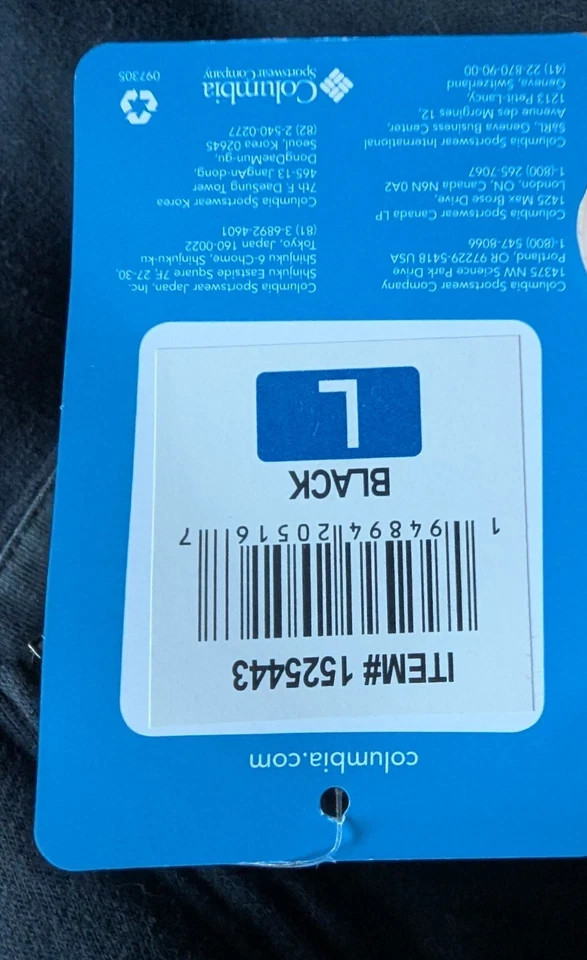 columbia.com
ITEM# 1525443
1 94894 20516 7
BLACK
L
Columbia Sportswear Company
14375 NW Science Park Drive
Portland, OR 97229-5418 USA
1-(800) 547-8066
Columbia Sportswear Canada LP
1425 Max Brose Drive,
London, ON, Canada N6N 0A2
1-(800) 265-7067
Columbia Sportswear International
SàRL, Geneva Business Center,
Avenue des Morgines 12,
1213 Petit-Lancy,
Geneva, Switzerland
(41) 22-870-90-00
Columbia Sportswear Japan, Inc.
Shinjuku Eastside Square 7F, 27-30,
Shinjuku 6-Chome, Shinjuku-ku
Tokyo, Japan 160-0022
(81) 3-6892-4601
Columbia Sportswear Korea
7th F. DaeSung Tower
465-13 JangAn-dong,
DongDaeMun-gu,
Seoul, Korea 02645
(82) 2-540-0277
Columbia
Sportswear Company
097305